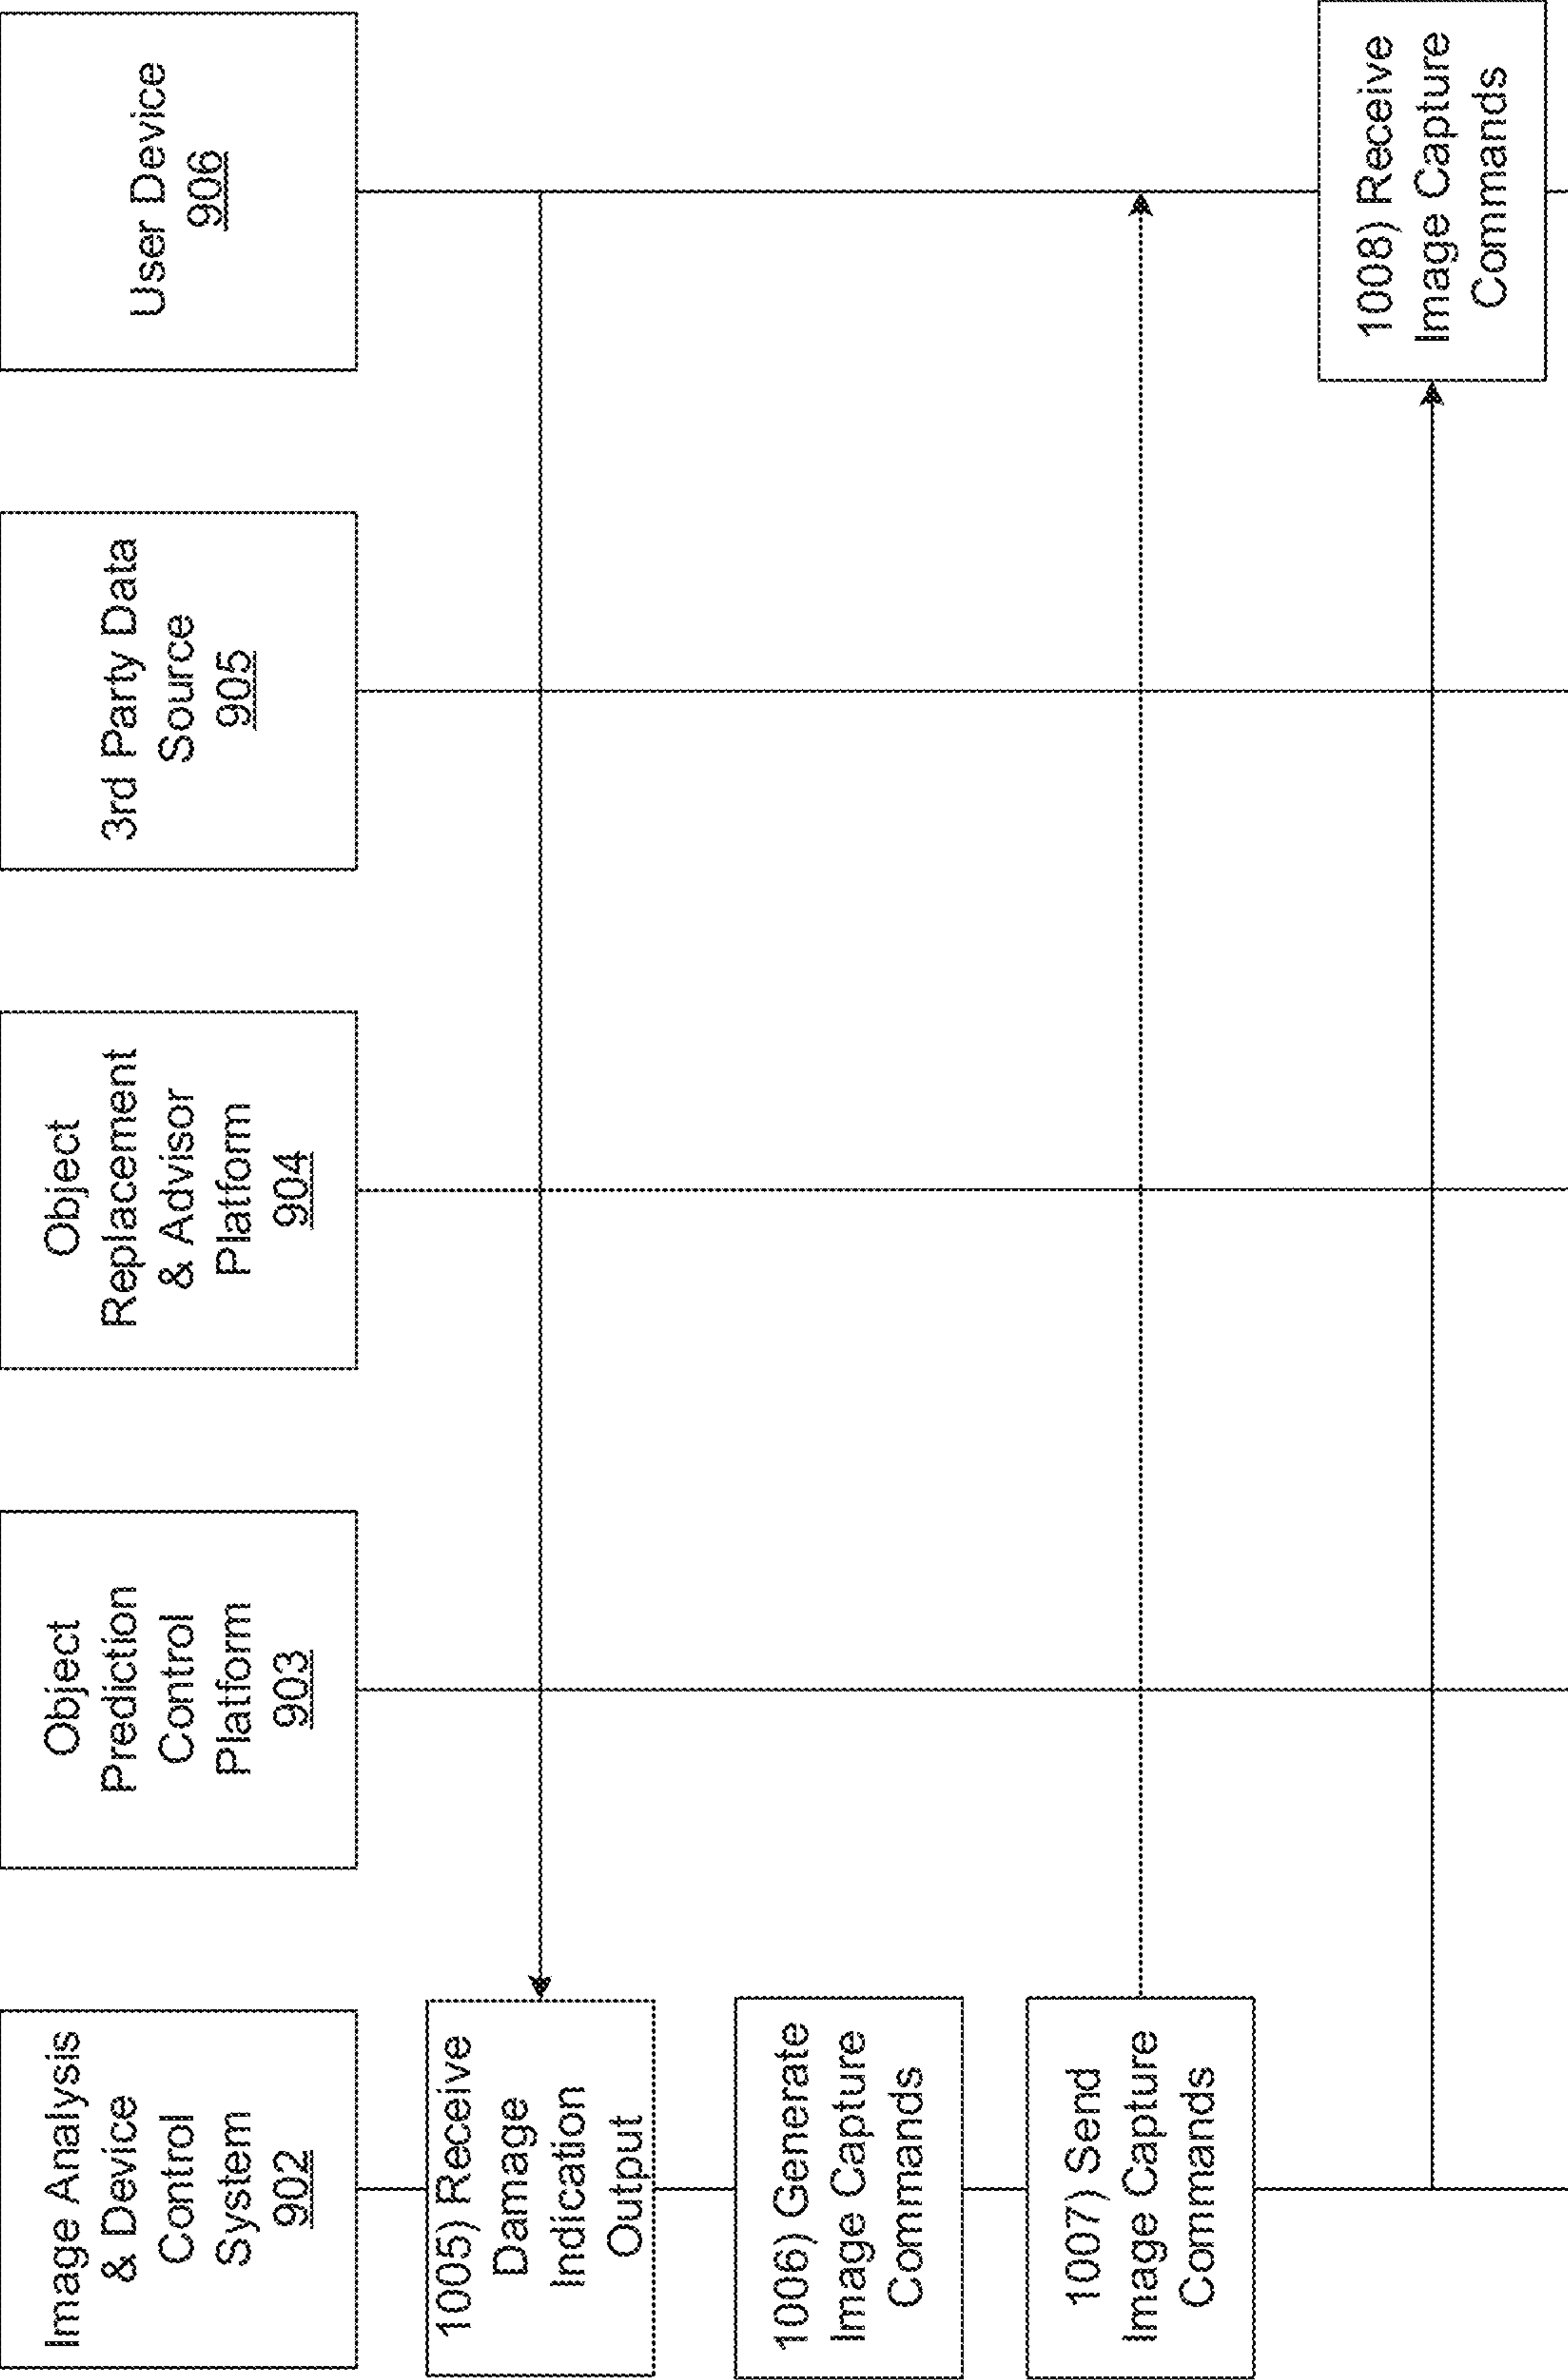 Image Analysis
& Device
Control
System
902
Object
Prediction
Control
Platform
903
Object
Replacement
& Advisor
Platform
904
3rd Party Data
Source
905
User Device
906
1005) Receive
Damage
Indication
Output
1006) Generate
Image Capture
Commands
1007) Send
Image Capture
Commands
1008) Receive
Image Capture
Commands